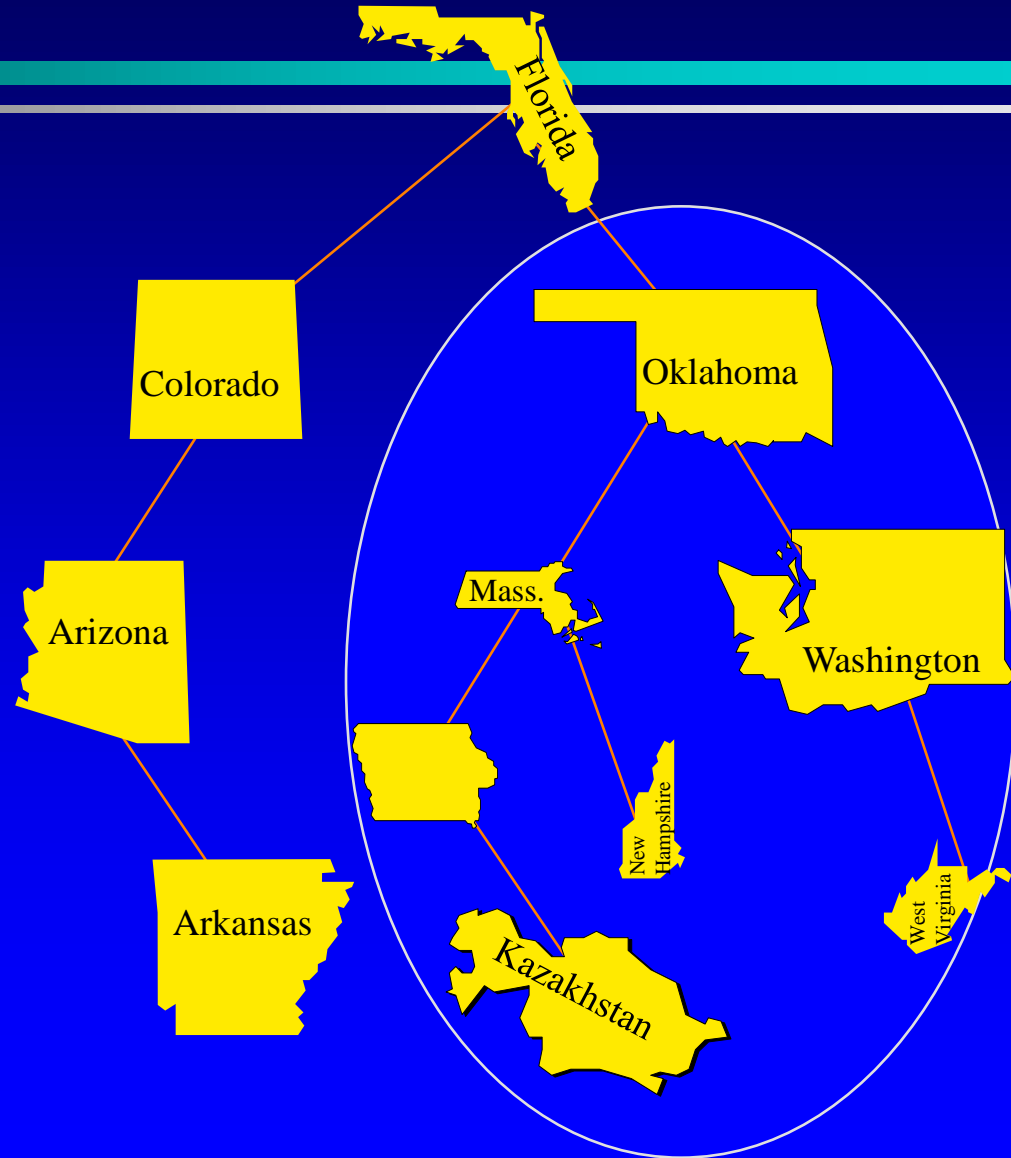 Florida
Colorado
Oklahoma
Mass.
Arizona
Washington
New
Hampshire
West
Virginia
Arkansas
Kazakhstan